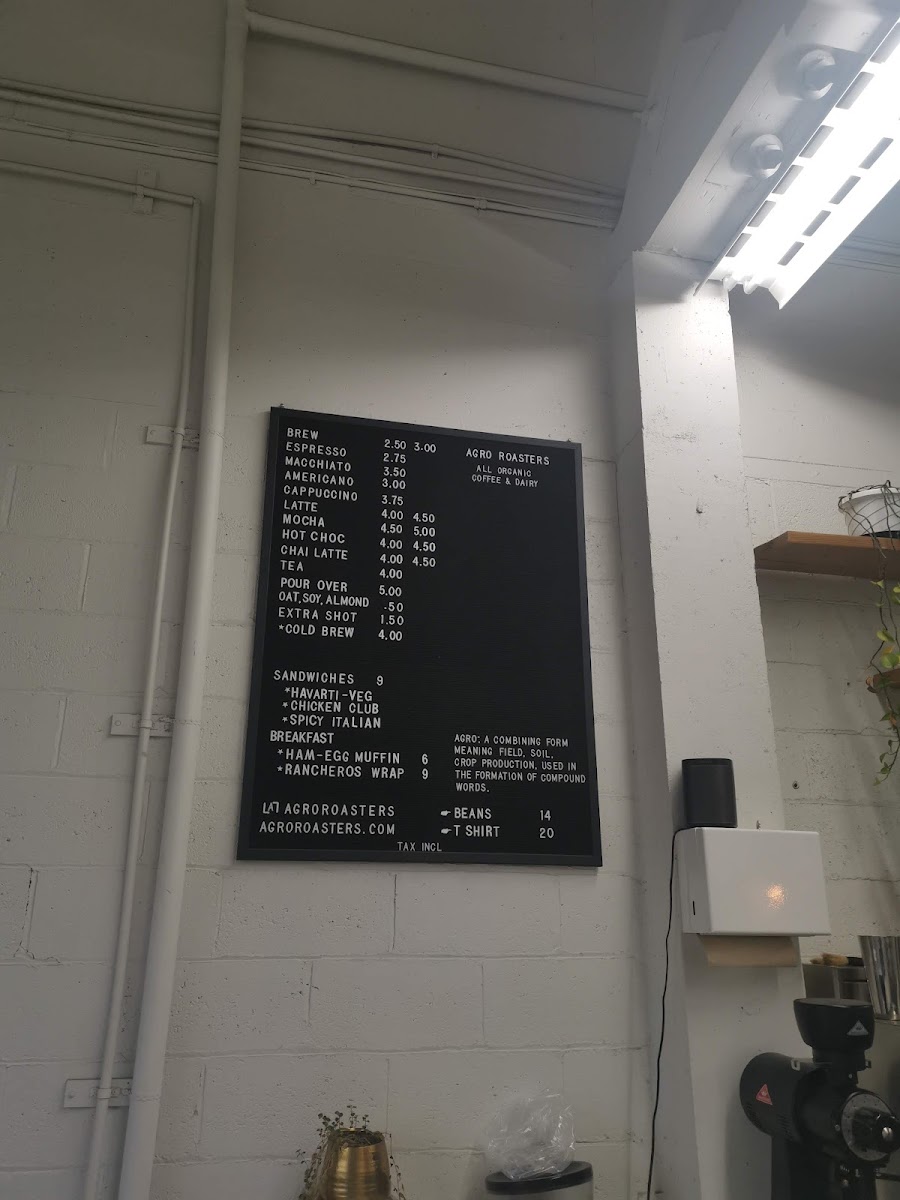 BREW 2.50 3.00
ESPRESSO 2.75
MACCHIATO 3.50
AMERICANO 3.00
CAPPUCCINO 3.75
LATTE 4.00 4.50
MOCHA 4.50 5.00
HOT CHOC 4.00 4.50
CHAI LATTE 4.00 4.50
TEA 4.00
POUR OVER 5.00
OAT,SOY,ALMOND .50
EXTRA SHOT 1.50
*COLD BREW 4.00
AGRO ROASTERS
ALL ORGANIC
COFFEE & DAIRY
SANDWICHES 9
*HAVARTI-VEG
*CHICKEN CLUB
*SPICY ITALIAN
BREAKFAST
*HAM-EGG MUFFIN 6
*RANCHEROS WRAP 9
AGRO: A COMBINING FORM
MEANING FIELD, SOIL,
CROP PRODUCTION, USED IN
THE FORMATION OF COMPOUND
WORDS.
AGROROASTERS
AGROROASTERS.COM
☛ BEANS 14
☛ T SHIRT 20
TAX INCL